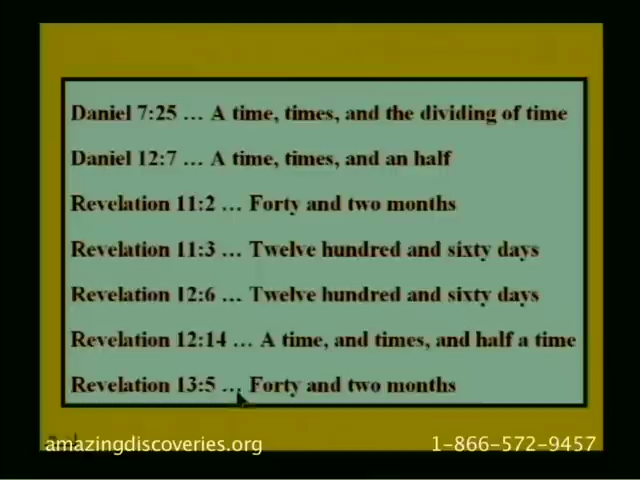 Daniel 7:25 ... A time, times, and the dividing of time
Daniel 12:7 ... A time, times, and an half
Revelation 11:2 ... Forty and two months
Revelation 11:3 ... Twelve hundred and sixty days
Revelation 12:6 ... Twelve hundred and sixty days
Revelation 12:14 ... A time, and times, and half a time
Revelation 13:5 ... Forty and two months
amazingdiscoveries.org 1-866-572-9457